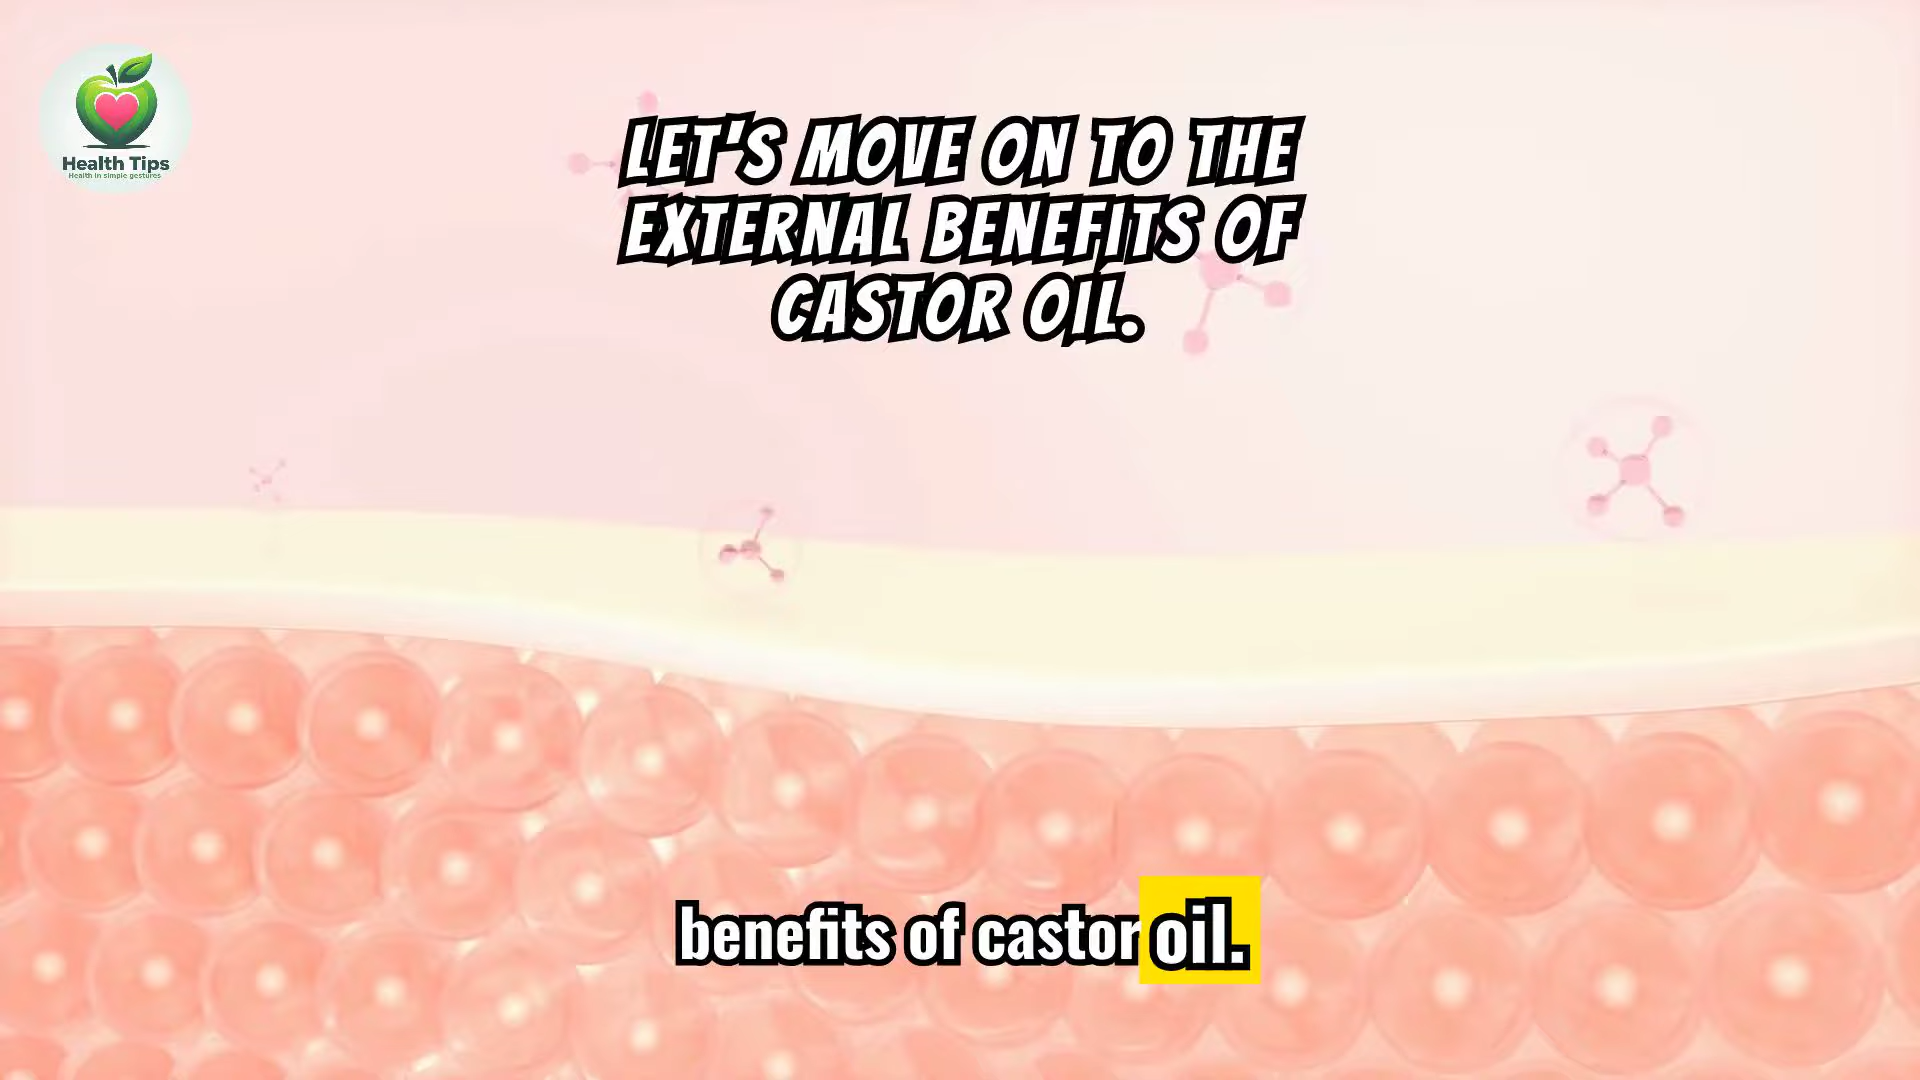 Health Tips
Health in simple gestures
LET'S MOVE ON TO THE
EXTERNAL BENEFITS OF
CASTOR OIL.
benefits of castor oil.